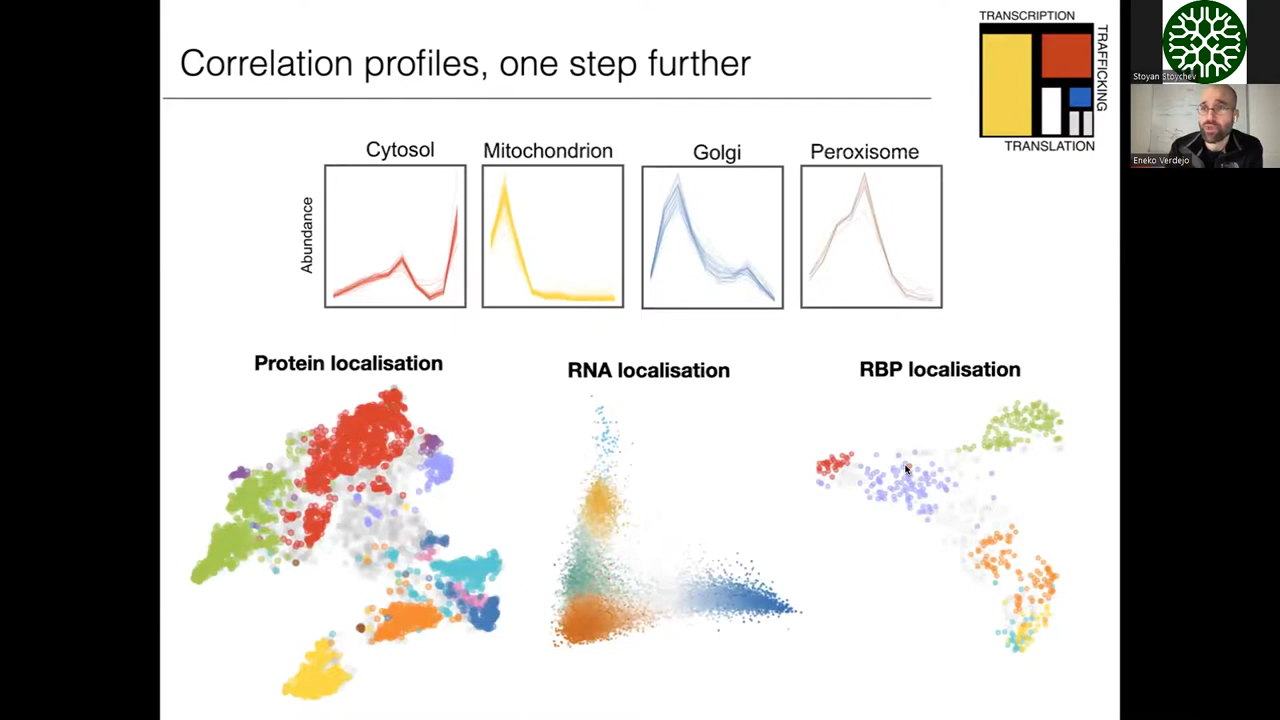 Correlation profiles, one step further
TRANSCRIPTION
TRAFFICKING
TRANSLATION
Stoyan Stoychev
Eneko Verdejo
Cytosol
Mitochondrion
Golgi
Peroxisome
Abundance
Protein localisation
RNA localisation
RBP localisation